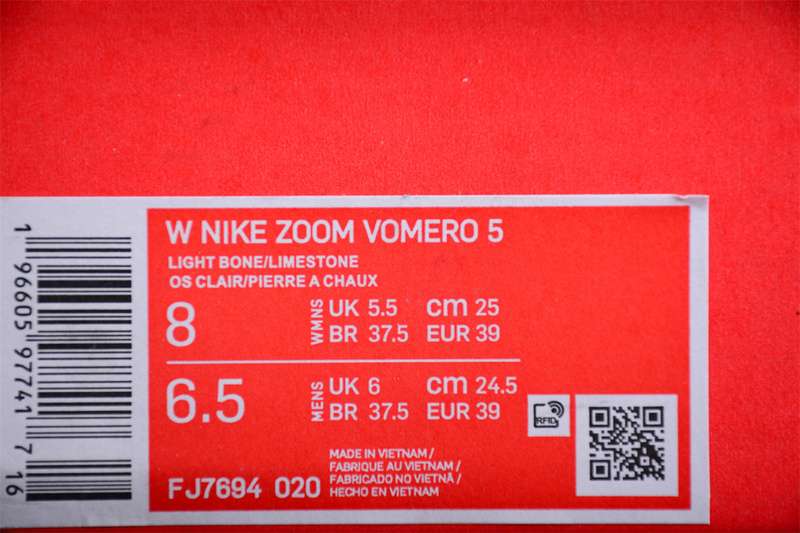 W NIKE ZOOM VOMERO 5
LIGHT BONE/LIMESTONE
OS CLAIR/PIERRE A CHAUX
8
WMNS
UK 5.5 cm 25
BR 37.5 EUR 39
6.5
MENS
UK 6 cm 24.5
BR 37.5 EUR 39
RFID
MADE IN VIETNAM /
FABRIQUE AU VIETNAM /
FABRICADO NO VIETNÃ /
HECHO EN VIETNAM
FJ7694 020
1 96605 97741 7 16